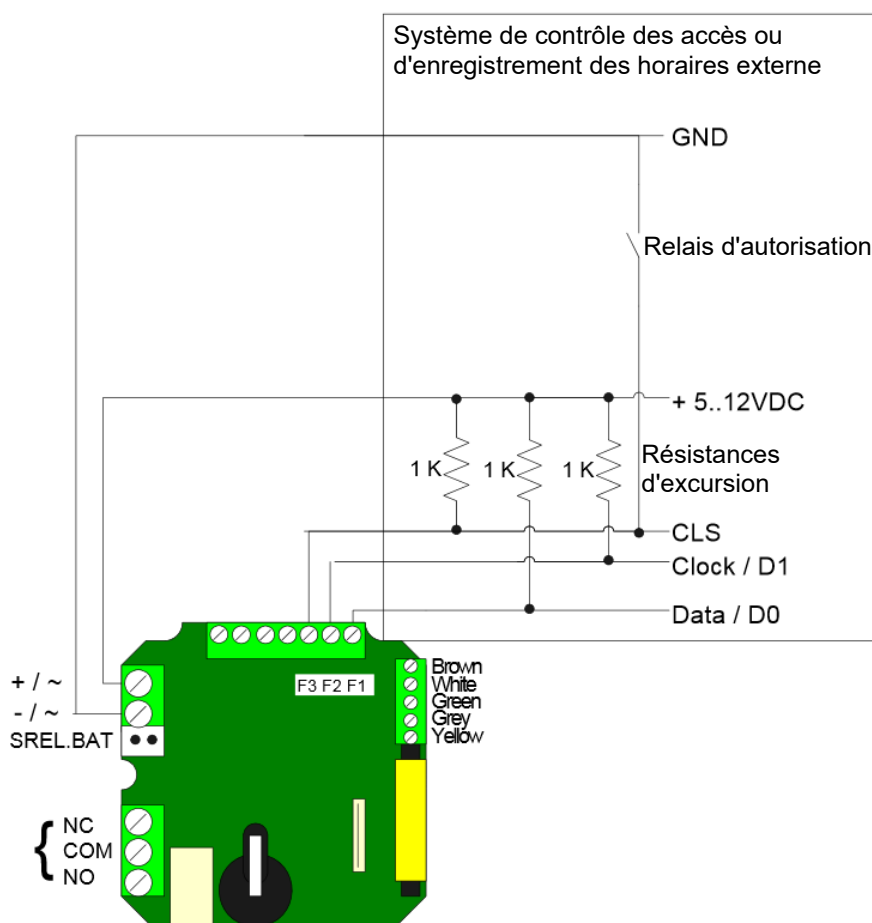 Système de contrôle des accès ou
d'enregistrement des horaires externe
GND
Relais d'autorisation
+ 5..12VDC
Résistances
d'excursion
1 K
1 K
1 K
CLS
Clock / D1
Data / D0
F3 F2 F1
Brown
White
Green
Grey
Yellow
+ / ~
- / ~
SREL.BAT
NC
COM
NO